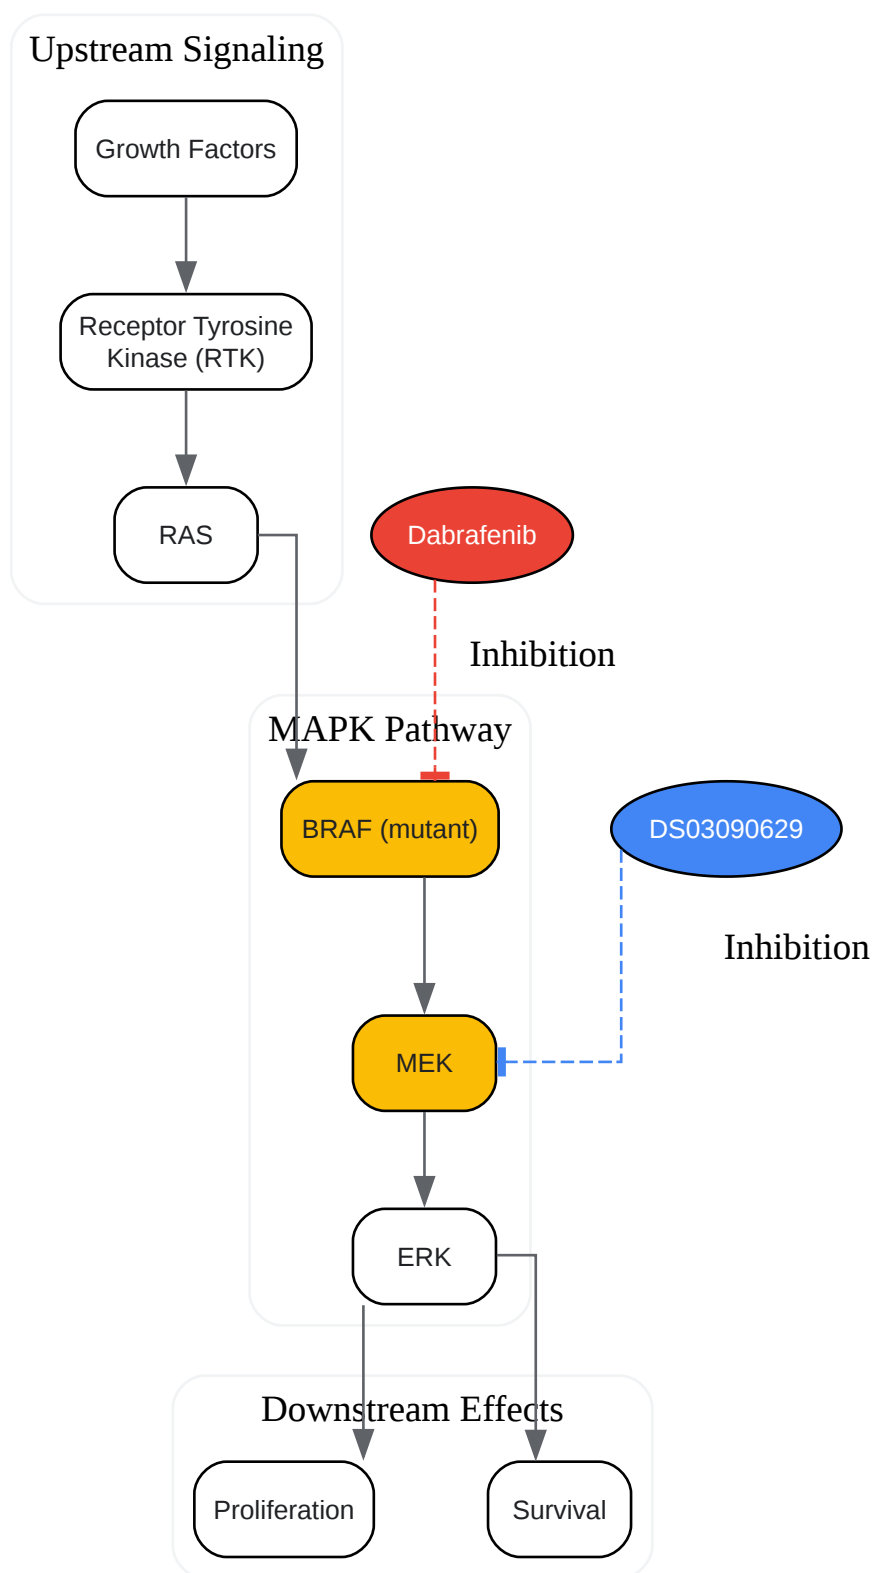 Upstream Signaling
Growth Factors
Receptor Tyrosine
Kinase (RTK)
RAS
Dabrafenib
Inhibition
MAPK Pathway
BRAF (mutant)
DS03090629
Inhibition
MEK
ERK
Downstream Effects
Proliferation
Survival